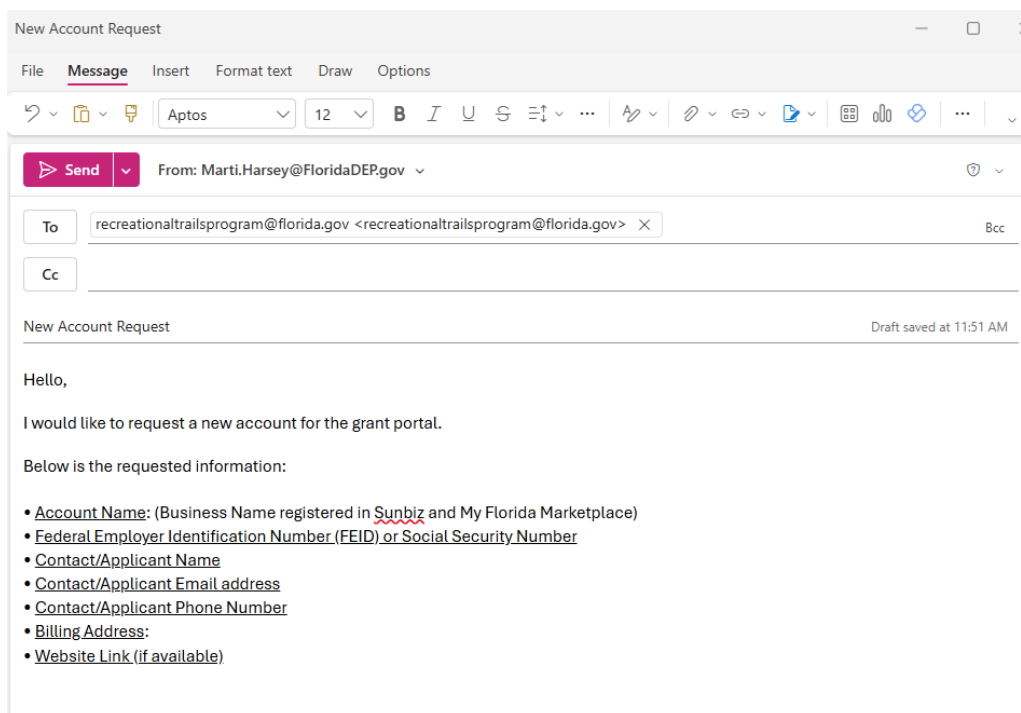 New Account Request
File Message Insert Format text Draw Options
Aptos 12 B I U S
Send From: Marti.Harsey@FloridaDEP.gov
To recreationaltrailsprogram@florida.gov <recreationaltrailsprogram@florida.gov> Bcc
Cc
New Account Request Draft saved at 11:51 AM
Hello,
I would like to request a new account for the grant portal.
Below is the requested information:
• Account Name: (Business Name registered in Sunbiz and My Florida Marketplace)
• Federal Employer Identification Number (FEID) or Social Security Number
• Contact/Applicant Name
• Contact/Applicant Email address
• Contact/Applicant Phone Number
• Billing Address:
• Website Link (if available)